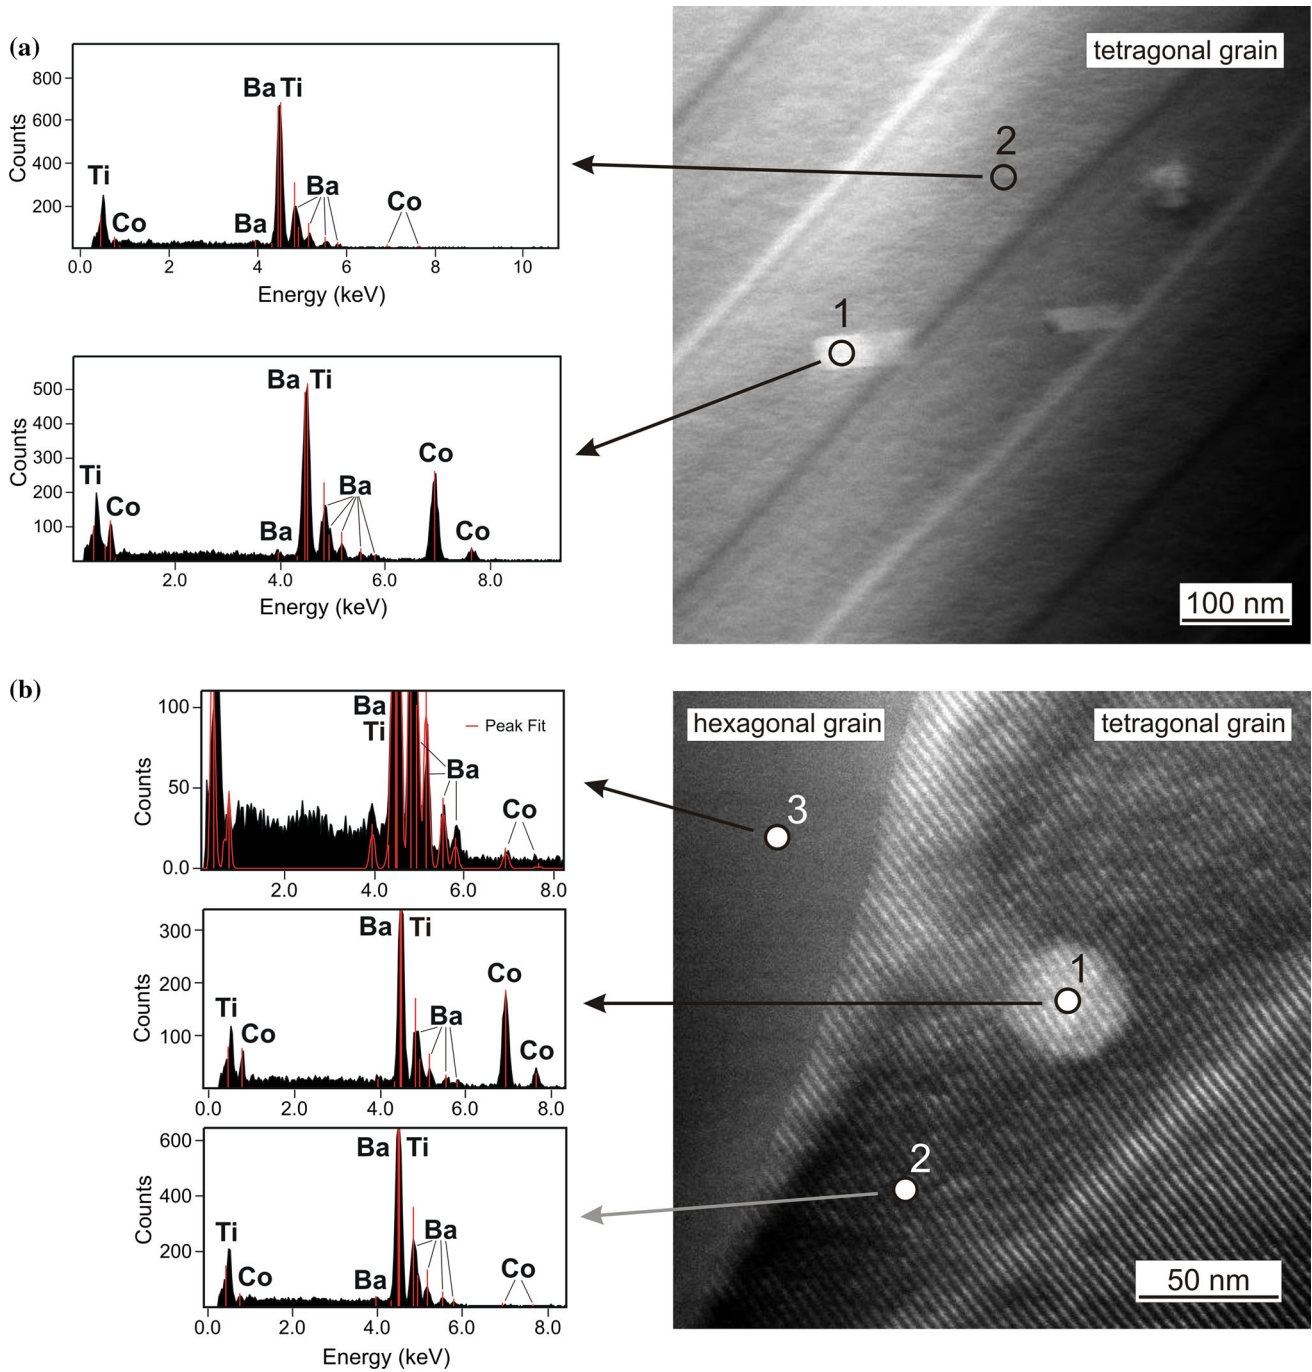 (a)
800
600
400
200
Counts
Ba Ti
Ti
Co
Ba
Ba
Co
0.0 2 4 6 8 10
Energy (keV)
500
400
300
200
100
Counts
Ba Ti
Ti
Co
Ba
Ba
Co
Co
2.0 4.0 6.0 8.0
Energy (keV)
tetragonal grain
2
1
100 nm
(b)
100
50
0.0
Counts
Ba
Ti
Peak Fit
Ba
Co
2.0 4.0 6.0 8.0
300
200
100
Counts
Ba Ti
Ti
Co
Ba
Co
Co
0.0 2.0 4.0 6.0 8.0
600
400
200
Counts
Ba Ti
Ti
Co
Ba
Ba
Co
0.0 2.0 4.0 6.0 8.0
Energy (keV)
hexagonal grain
tetragonal grain
3
1
2
50 nm